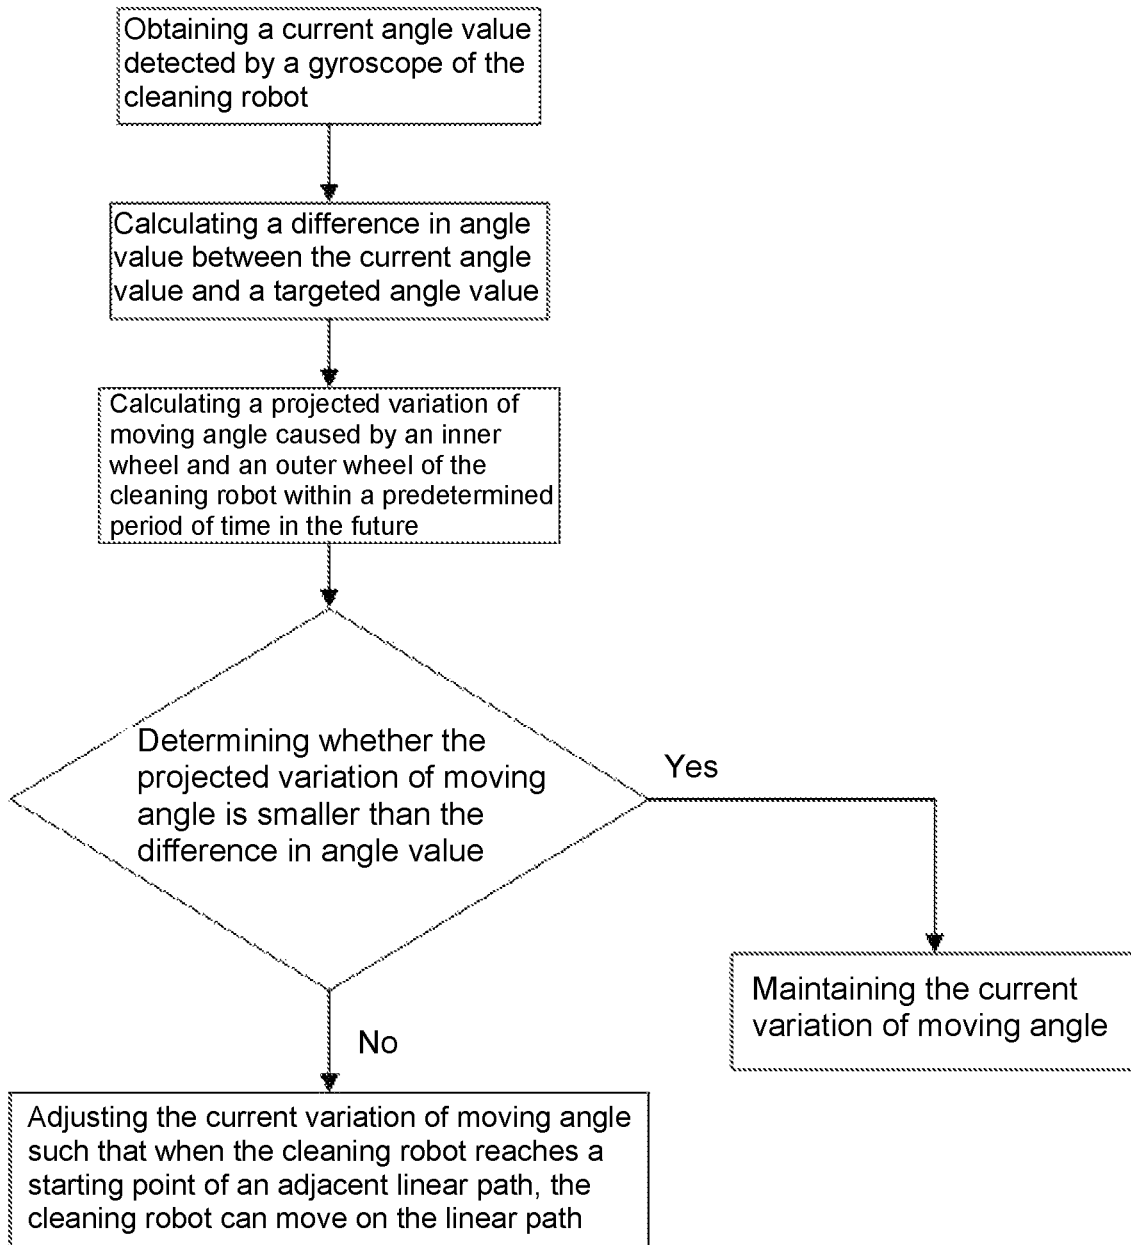 Obtaining a current angle value
detected by a gyroscope of the
cleaning robot
Calculating a difference in angle
value between the current angle
value and a targeted angle value
Calculating a projected variation of
moving angle caused by an inner
wheel and an outer wheel of the
cleaning robot within a predetermined
period of time in the future
Determining whether the
projected variation of moving
angle is smaller than the
difference in angle value
Yes
Maintaining the current
variation of moving angle
No
Adjusting the current variation of moving angle
such that when the cleaning robot reaches a
starting point of an adjacent linear path, the
cleaning robot can move on the linear path